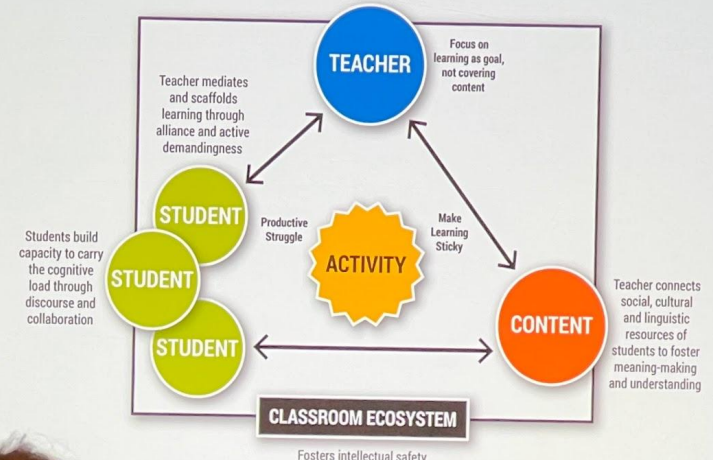 TEACHER
Focus on
learning as goal,
not covering
content
Teacher mediates
and scaffolds
learning through
alliance and active
demandingness
STUDENT
Productive
Struggle
Make
Learning
Sticky
ACTIVITY
Students build
capacity to carry
the cognitive
load through
discourse and
collaboration
STUDENT
STUDENT
CONTENT
Teacher connects
social, cultural
and linguistic
resources of
students to foster
meaning-making
and understanding
CLASSROOM ECOSYSTEM
Fosters intellectual safety